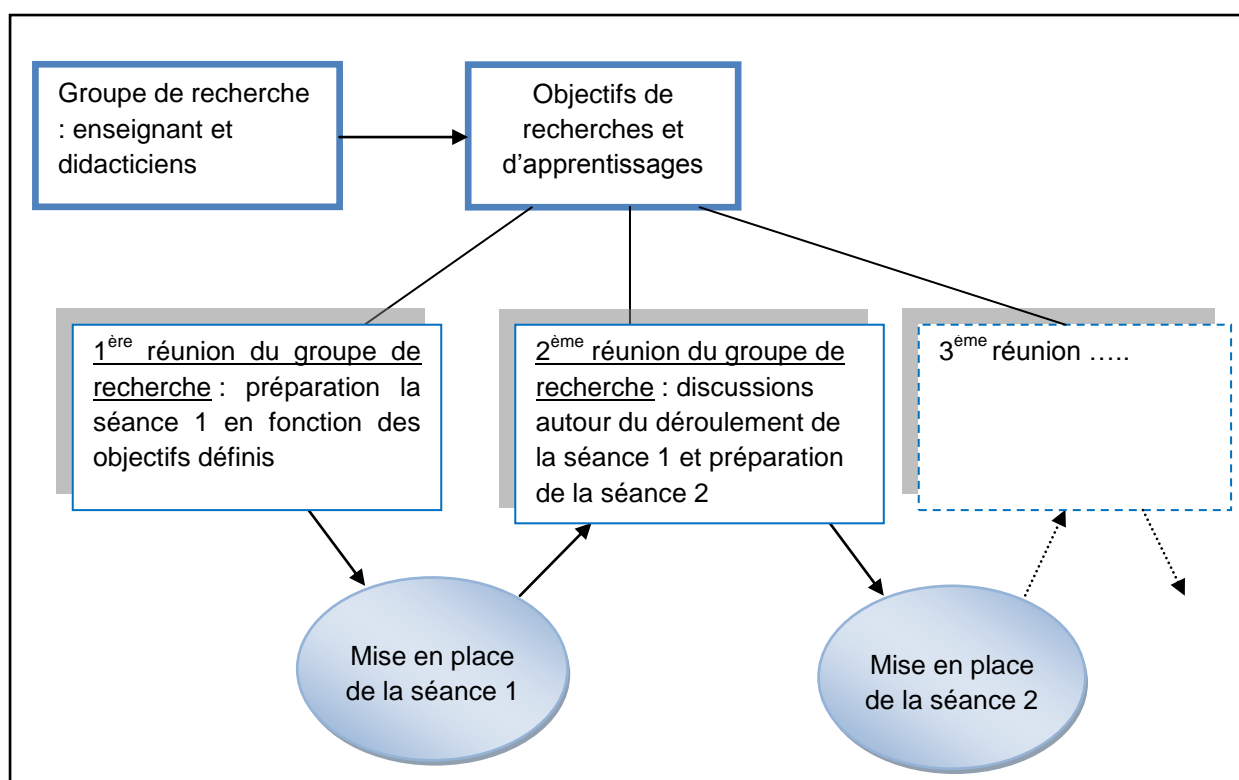 Groupe de recherche
: enseignant et
didacticiens
Objectifs de
recherches et
d’apprentissages
1ère réunion du groupe de
recherche : préparation la
séance 1 en fonction des
objectifs définis
2ème réunion du groupe de
recherche : discussions
autour du déroulement de
la séance 1 et préparation
de la séance 2
3ème réunion …..
Mise en place
de la séance 1
Mise en place
de la séance 2